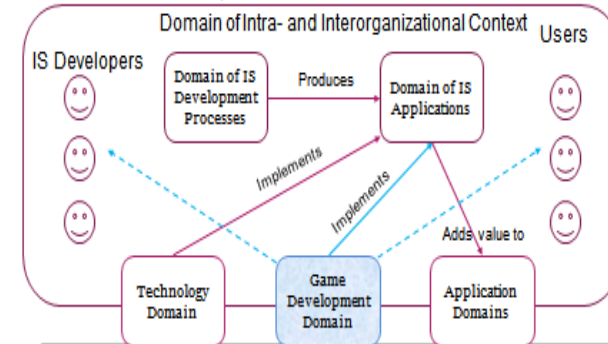 Domain of Intra- and Interorganizational Context
Users
IS Developers
Domain of IS
Development
Processes
Produces
Domain of IS
Applications
Implements
Implements
Adds value to
Technology
Domain
Game
Development
Domain
Application
Domains